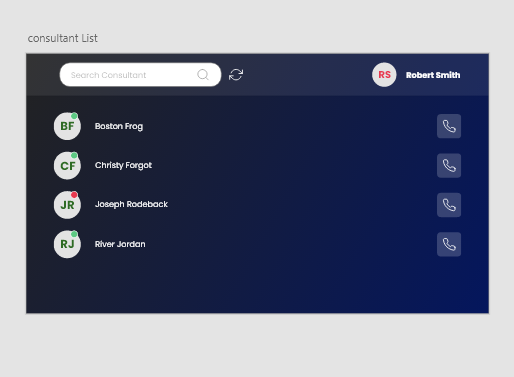 consultant List
Search Consultant
RS Robert Smith
BF Boston Frog
CF Christy Forgot
JR Joseph Rodeback
RJ River Jordan